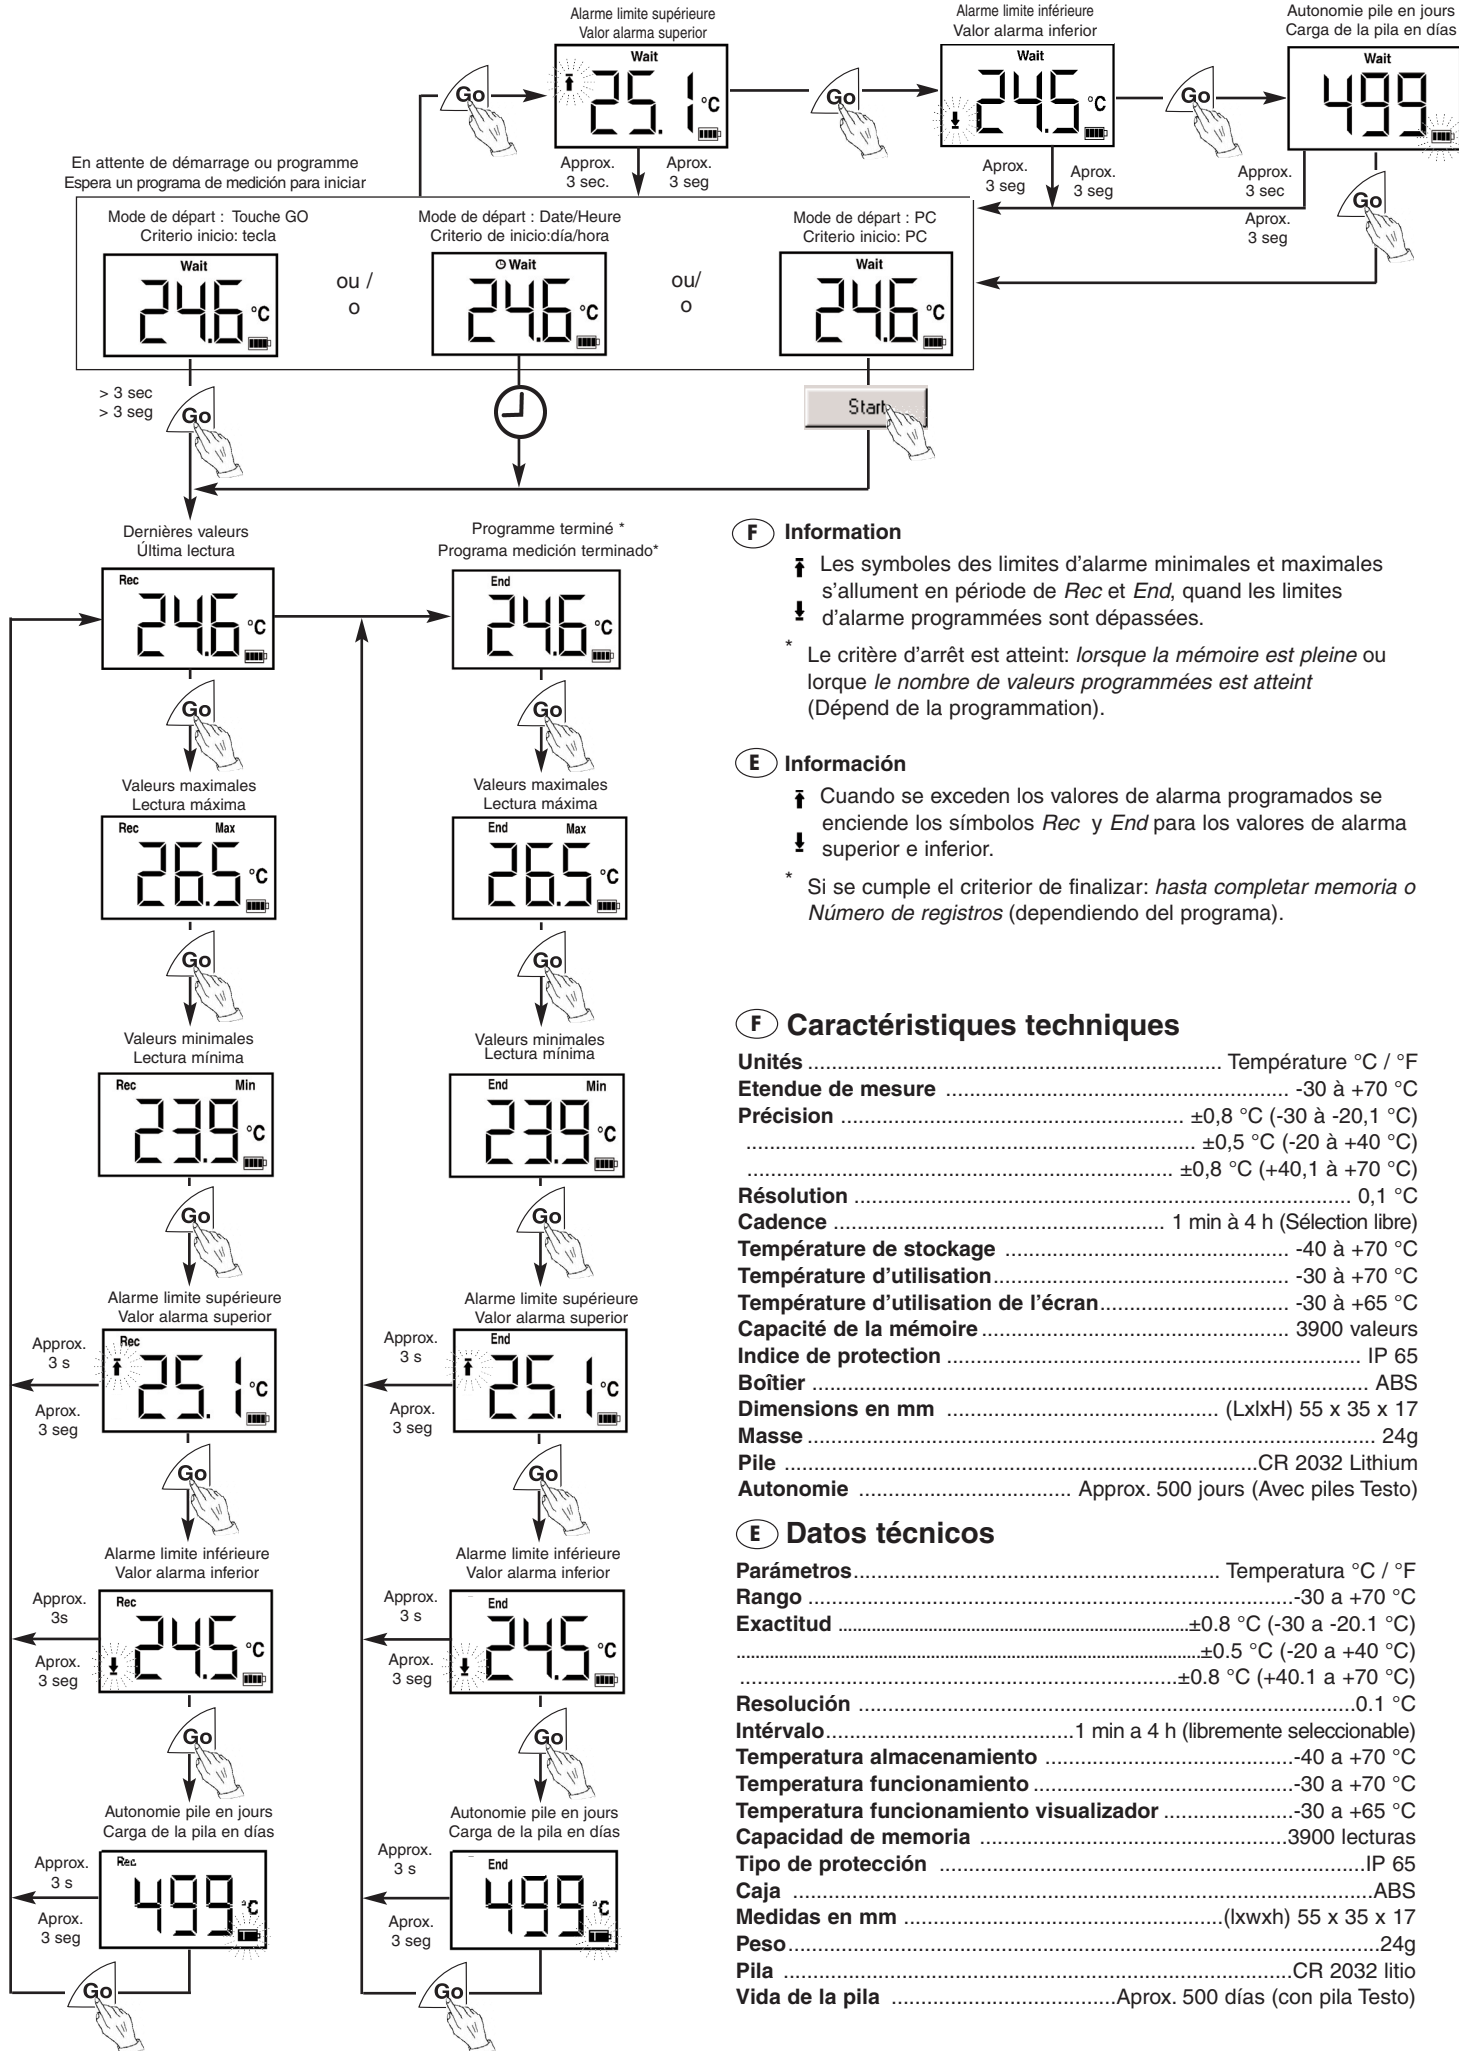 Alarme limite supérieure
Valor alarma superior
Wait
25.1 °C
Go
Approx.
3 sec.
Aprox.
3 seg
Alarme limite inférieure
Valor alarma inferior
Wait
24.5 °C
Go
Aprox.
3 seg
Aprox.
3 seg
Autonomie pile en jours
Carga de la pila en días
Wait
499
Go
Approx.
3 sec
Aprox.
3 seg
Go
En attente de démarrage ou programme
Espera un programa de medición para iniciar
Mode de départ : Touche GO
Criterio inicio: tecla
Wait
24.6 °C
ou /
o
Mode de départ : Date/Heure
Criterio de inicio:día/hora
Wait
24.6 °C
ou/
o
Mode de départ : PC
Criterio inicio: PC
Wait
24.6 °C
> 3 sec
> 3 seg
Go
Start
Dernières valeurs
Última lectura
Rec
24.6 °C
Go
Valeurs maximales
Lectura máxima
Rec Max
26.5 °C
Go
Valeurs minimales
Lectura mínima
Rec Min
23.9 °C
Go
Alarme limite supérieure
Valor alarma superior
Approx.
3 s
Aprox.
3 seg
Rec
25.1 °C
Go
Alarme limite inférieure
Valor alarma inferior
Approx.
3s
Aprox.
3 seg
Rec
24.5 °C
Go
Autonomie pile en jours
Carga de la pila en días
Approx.
3 s
Aprox.
3 seg
Rec
499 °C
Go
Programme terminé *
Programa medición terminado*
End
24.6 °C
Go
Valeurs maximales
Lectura máxima
End Max
26.5 °C
Go
Valeurs minimales
Lectura mínima
End Min
23.9 °C
Go
Alarme limite supérieure
Valor alarma superior
Approx.
3 s
Aprox.
3 seg
End
25.1 °C
Go
Alarme limite inférieure
Valor alarma inferior
Approx.
3 s
Aprox.
3 seg
End
24.5 °C
Go
Autonomie pile en jours
Carga de la pila en días
Approx.
3 s
Aprox.
3 seg
End
499 °C
Go
F Information
Les symboles des limites d'alarme minimales et maximales
s'allument en période de Rec et End, quand les limites
d'alarme programmées sont dépassées.
* Le critère d'arrêt est atteint: lorsque la mémoire est pleine ou
lorque le nombre de valeurs programmées est atteint
(Dépend de la programmation).
E Información
Cuando se exceden los valores de alarma programados se
enciende los símbolos Rec y End para los valores de alarma
superior e inferior.
* Si se cumple el criterior de finalizar: hasta completar memoria o
Número de registros (dependiendo del programa).
F Caractéristiques techniques
Unités ........ Température °C / °F
Etendue de mesure ........ -30 à +70 °C
Précision ........ ±0,8 °C (-30 à -20,1 °C)
........ ±0,5 °C (-20 à +40 °C)
........ ±0,8 °C (+40,1 à +70 °C)
Résolution ........ 0,1 °C
Cadence ........ 1 min à 4 h (Sélection libre)
Température de stockage ........ -40 à +70 °C
Température d'utilisation ........ -30 à +70 °C
Température d'utilisation de l'écran ........ -30 à +65 °C
Capacité de la mémoire ........ 3900 valeurs
Indice de protection ........ IP 65
Boîtier ........ ABS
Dimensions en mm ........ (LxlxH) 55 x 35 x 17
Masse ........ 24g
Pile ........ CR 2032 Lithium
Autonomie ........ Approx. 500 jours (Avec piles Testo)
E Datos técnicos
Parámetros ........ Temperatura °C / °F
Rango ........ -30 a +70 °C
Exactitud ........ ±0.8 °C (-30 a -20.1 °C)
........ ±0.5 °C (-20 a +40 °C)
........ ±0.8 °C (+40.1 a +70 °C)
Resolución ........ 0.1 °C
Intérvalo ........ 1 min a 4 h (libremente seleccionable)
Temperatura almacenamiento ........ -40 a +70 °C
Temperatura funcionamiento ........ -30 a +70 °C
Temperatura funcionamiento visualizador ........ -30 a +65 °C
Capacidad de memoria ........ 3900 lecturas
Tipo de protección ........ IP 65
Caja ........ ABS
Medidas en mm ........ (lxwxh) 55 x 35 x 17
Peso ........ 24g
Pila ........ CR 2032 litio
Vida de la pila ........ Aprox. 500 días (con pila Testo)